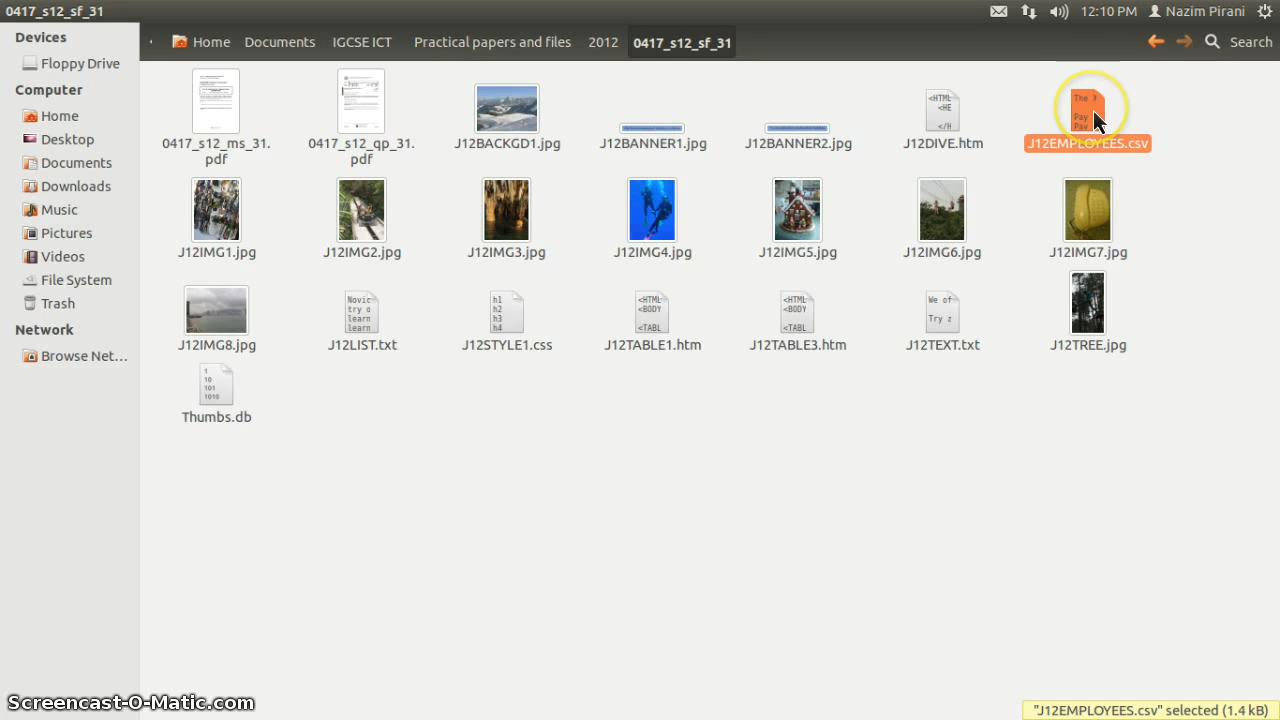 0417_s12_sf_31
12:10 PM
Nazim Pirani
Devices
Floppy Drive
Computer
Home
Desktop
Documents
Downloads
Music
Pictures
Videos
File System
Trash
Network
Browse Net...
Home
Documents
IGCSE ICT
Practical papers and files
2012
0417_s12_sf_31
Search
0417_s12_ms_31.
pdf
0417_s12_qp_31.
pdf
J12BACKGD1.jpg
J12BANNER1.jpg
J12BANNER2.jpg
<HTML
<HE
</H
J12DIVE.htm
The
Pay
Pay
J12EMPLOYEES.csv
J12IMG1.jpg
J12IMG2.jpg
J12IMG3.jpg
J12IMG4.jpg
J12IMG5.jpg
J12IMG6.jpg
J12IMG7.jpg
J12IMG8.jpg
Novic
try o
learn
learn
J12LIST.txt
h1
h2
h3
h4
J12STYLE1.css
<HTML
<BODY
<TABL
J12TABLE1.htm
<HTML
<BODY
<TABL
J12TABLE3.htm
We of
Try z
J12TEXT.txt
J12TREE.jpg
1
10
101
1010
Thumbs.db
Screencast-O-Matic.com
"J12EMPLOYEES.csv" selected (1.4 kB)